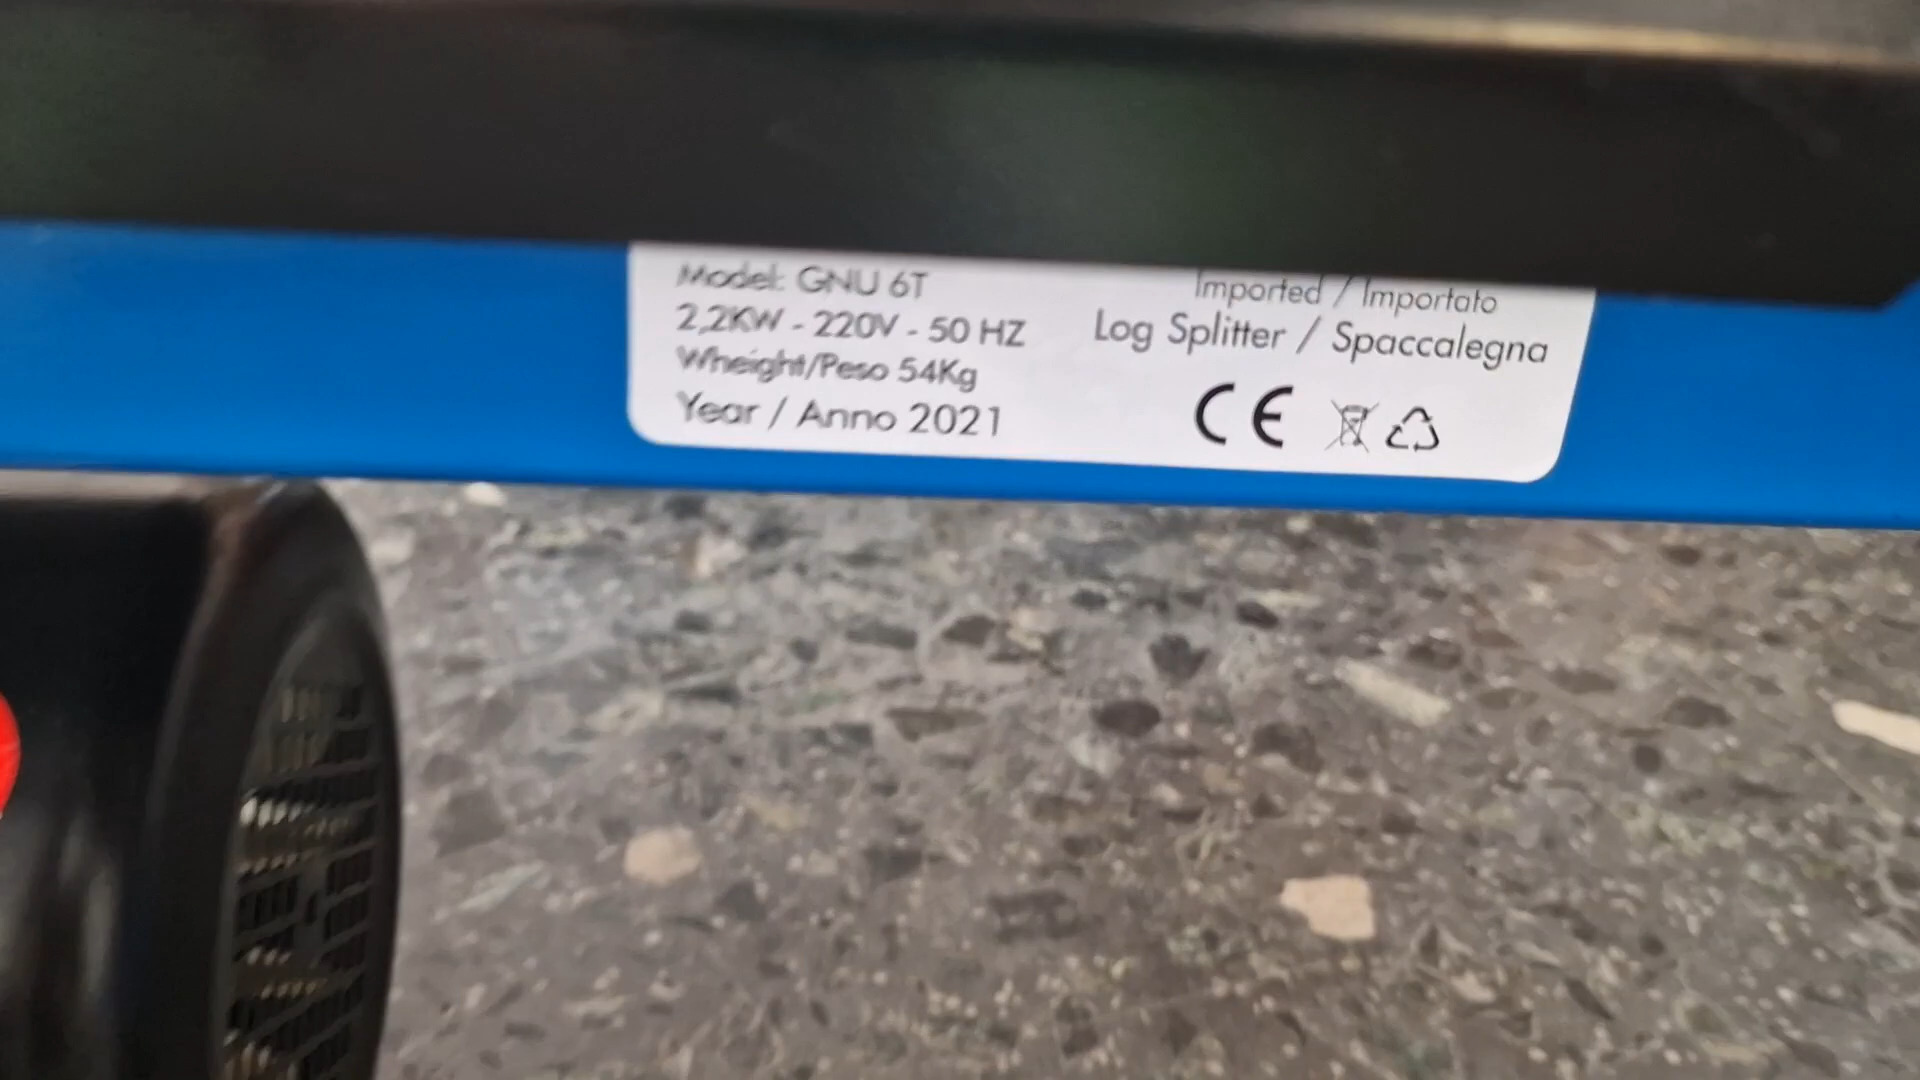 Model: GNU 6T
2,2KW - 220V - 50 HZ
Wheight/Peso 54Kg
Year / Anno 2021
Imported / Importato
Log Splitter / Spaccalegna
CE